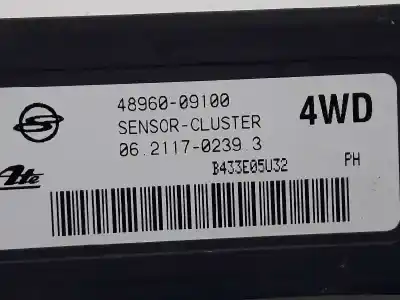 48960-09100
4WD
SENSOR-CLUSTER
06.2117-0239.3
B433E05U32
PH
Ate